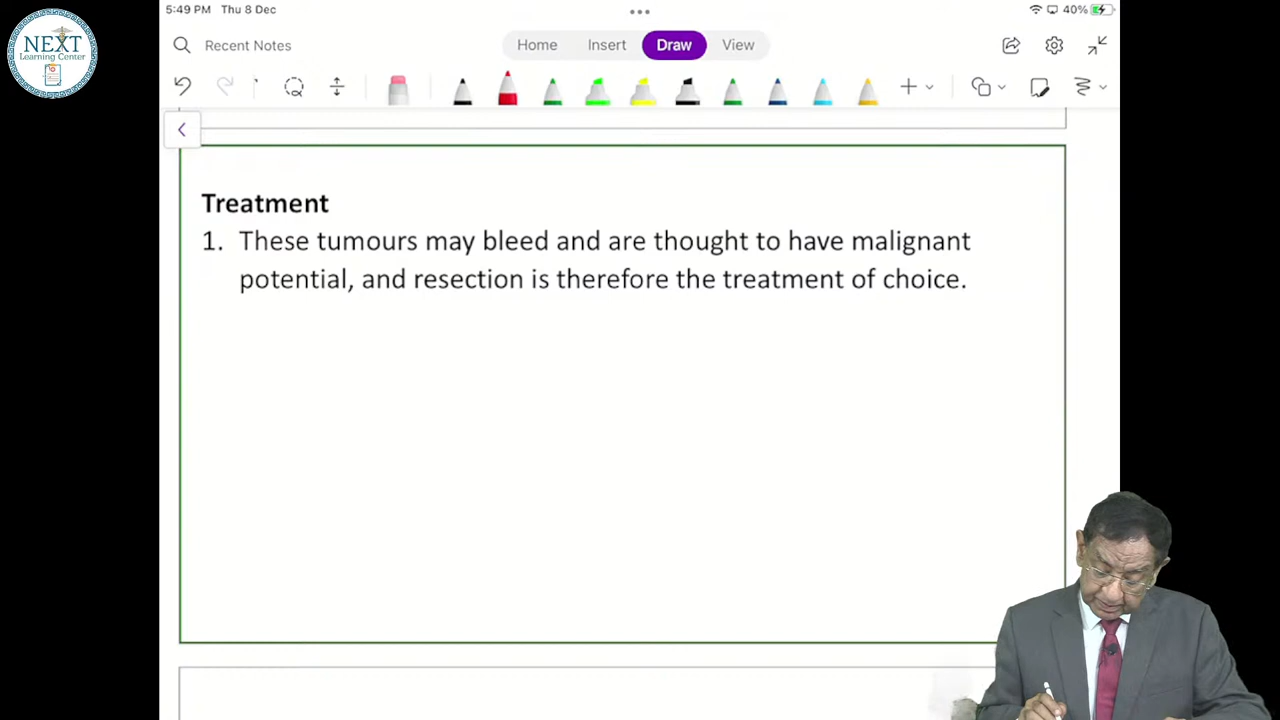 5:49 PM Thu 8 Dec
40%
NEXT
Learning Center
Recent Notes
Home Insert Draw View
Treatment
1. These tumours may bleed and are thought to have malignant
potential, and resection is therefore the treatment of choice.